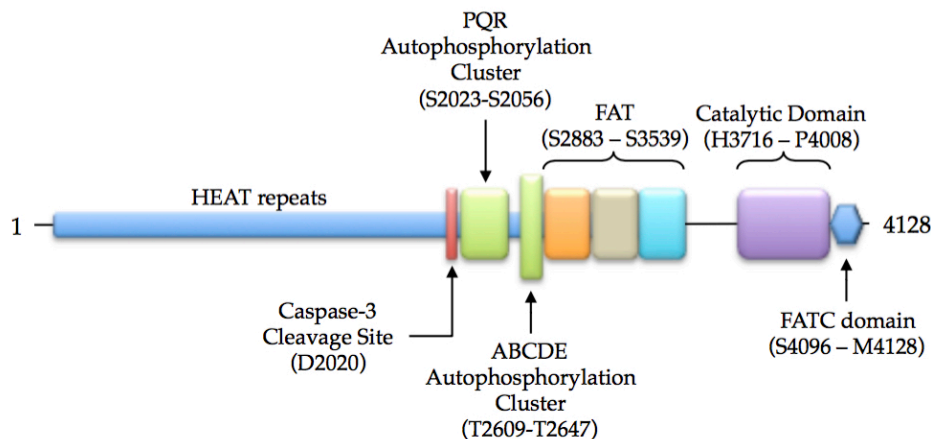 PQR
Autophosphorylation
Cluster
(S2023-S2056)
FAT
(S2883 – S3539)
Catalytic Domain
(H3716 – P4008)
HEAT repeats
1
4128
Caspase-3
Cleavage Site
(D2020)
ABCDE
Autophosphorylation
Cluster
(T2609-T2647)
FATC domain
(S4096 – M4128)